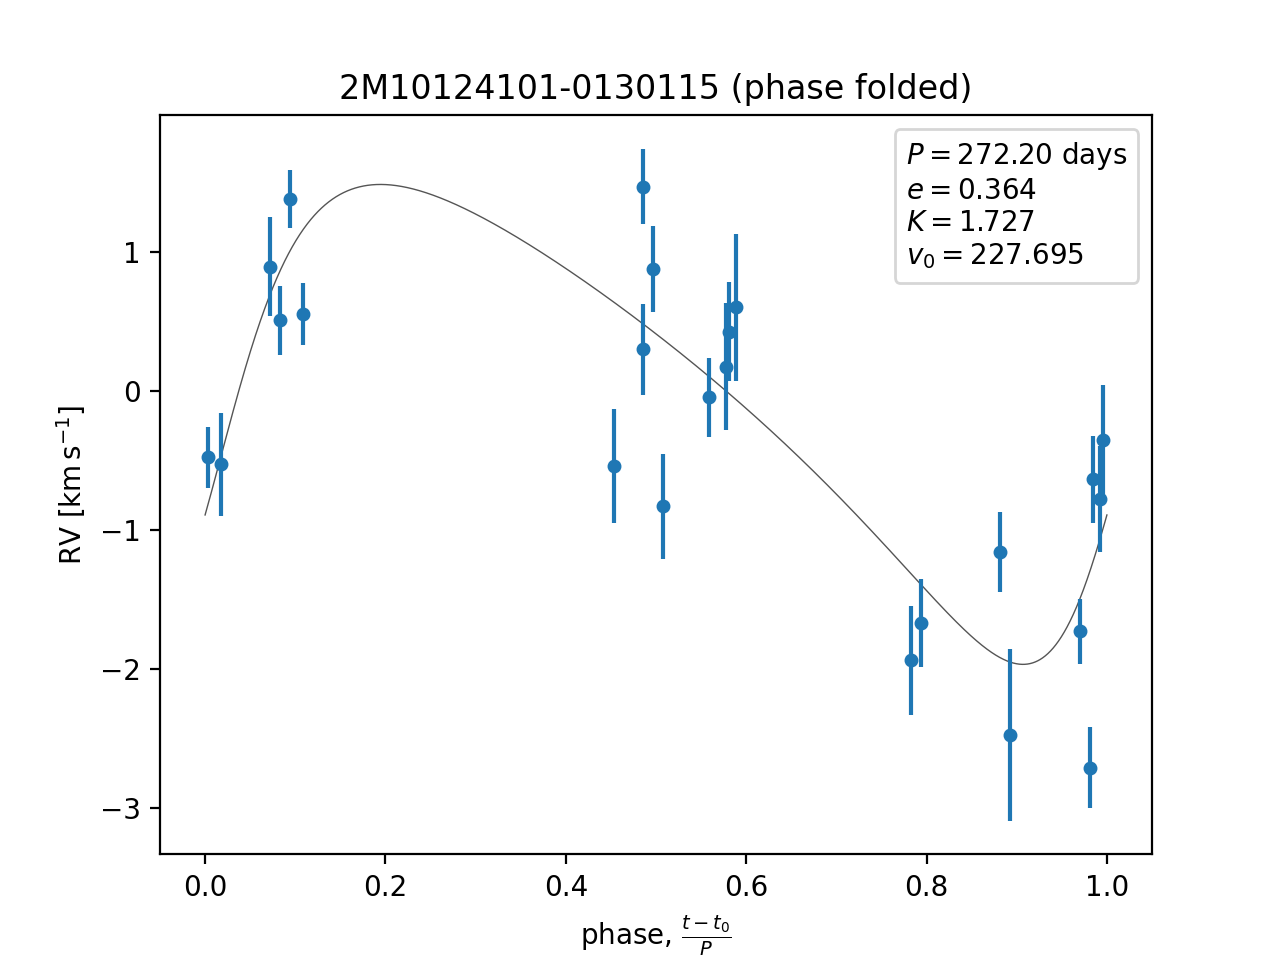 2M10124101-0130115 (phase folded)
P = 272.20 days
e = 0.364
K = 1.727
v₀ = 227.695
RV [km s⁻¹]
1
0
−1
−2
−3
0.0 0.2 0.4 0.6 0.8 1.0
phase, (t − t₀)/P